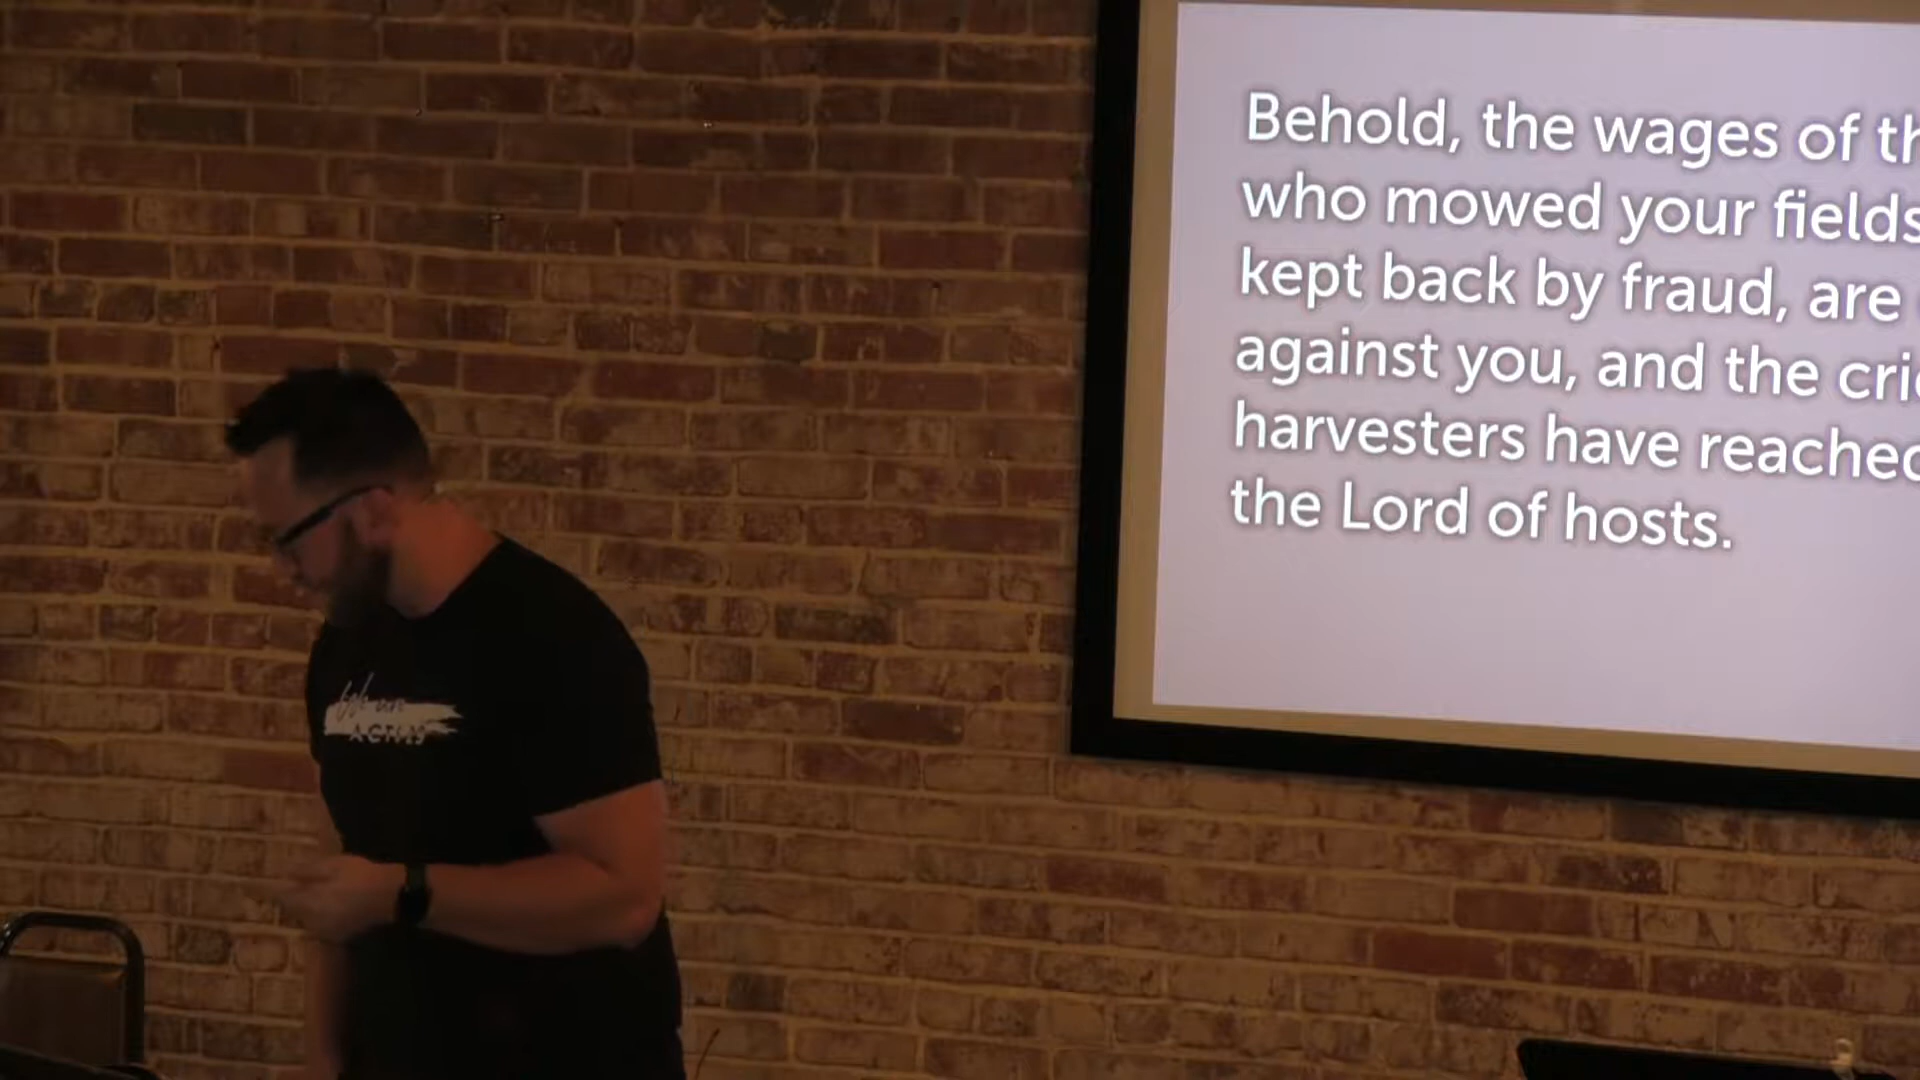 Behold, the wages of th
who mowed your fields
kept back by fraud, are
against you, and the crie
harvesters have reached
the Lord of hosts.